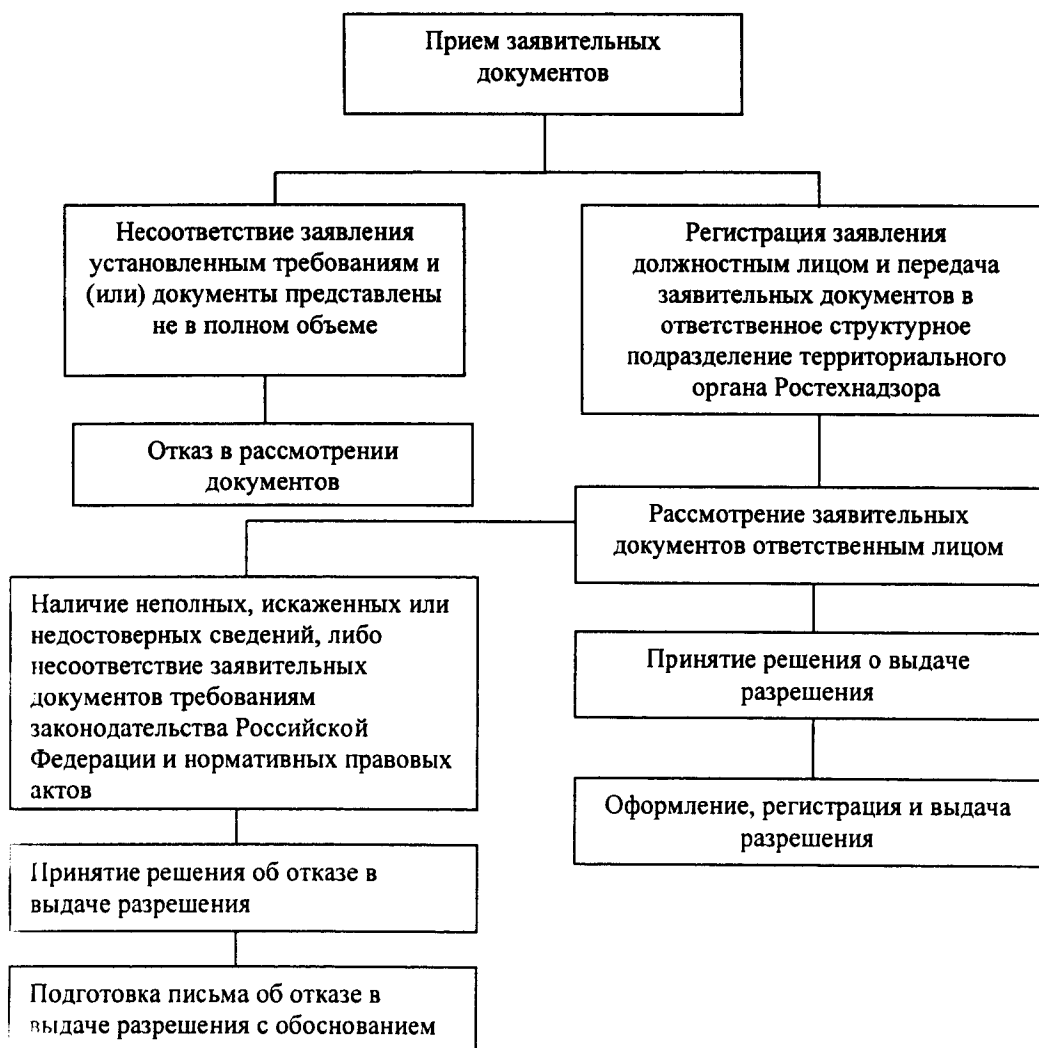 Прием заявительных
документов
Несоответствие заявления
установленным требованиям и
(или) документы представлены
не в полном объеме
Регистрация заявления
должностным лицом и передача
заявительных документов в
ответственное структурное
подразделение территориального
органа Ростехнадзора
Отказ в рассмотрении
документов
Рассмотрение заявительных
документов ответственным лицом
Наличие неполных, искаженных или
недостоверных сведений, либо
несоответствие заявительных
документов требованиям
законодательства Российской
Федерации и нормативных правовых
актов
Принятие решения о выдаче
разрешения
Оформление, регистрация и выдача
разрешения
Принятие решения об отказе в
выдаче разрешения
Подготовка письма об отказе в
выдаче разрешения с обоснованием